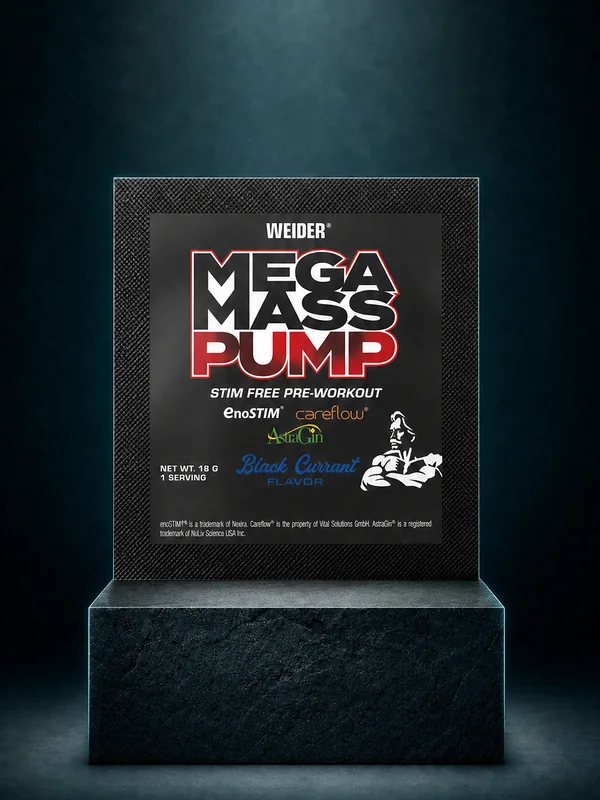 WEIDER®
MEGA
MASS
PUMP
STIM FREE PRE-WORKOUT
enoSTIM® careflow®
AstraGin
Black Currant
FLAVOR
NET WT. 18 G
1 SERVING
enoSTIM®® is a trademark of Nexira. Careflow® is the property of Vital Solutions GmbH. AstraGin® is a registered
trademark of NuLiv Science USA Inc.